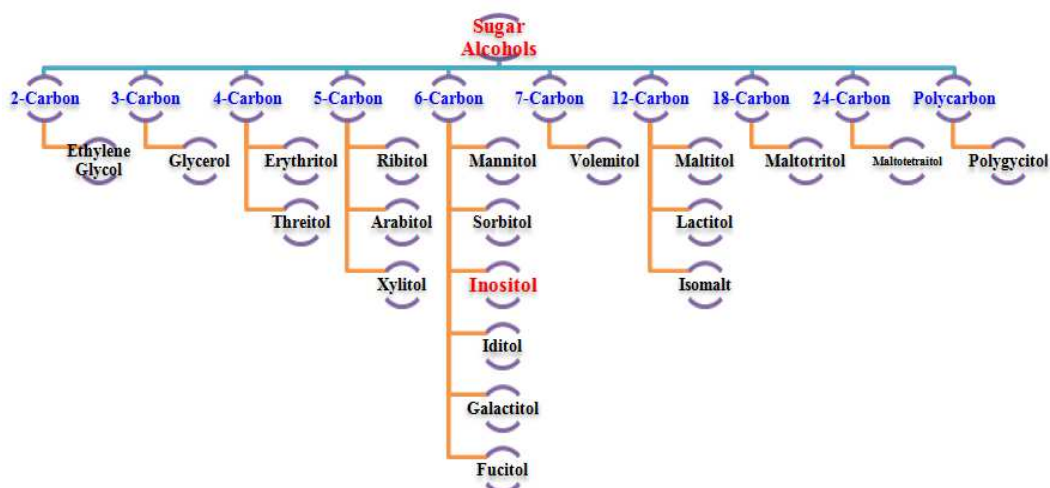 Sugar
Alcohols
2-Carbon 3-Carbon 4-Carbon 5-Carbon 6-Carbon 7-Carbon 12-Carbon 18-Carbon 24-Carbon Polycarbon
Ethylene
Glycol
Glycerol
Erythritol
Ribitol
Mannitol
Volemitol
Maltitol
Maltotritol
Maltotetraitol
Polygycitol
Threitol
Arabitol
Sorbitol
Lactitol
Xylitol
Inositol
Isomalt
Iditol
Galactitol
Fucitol